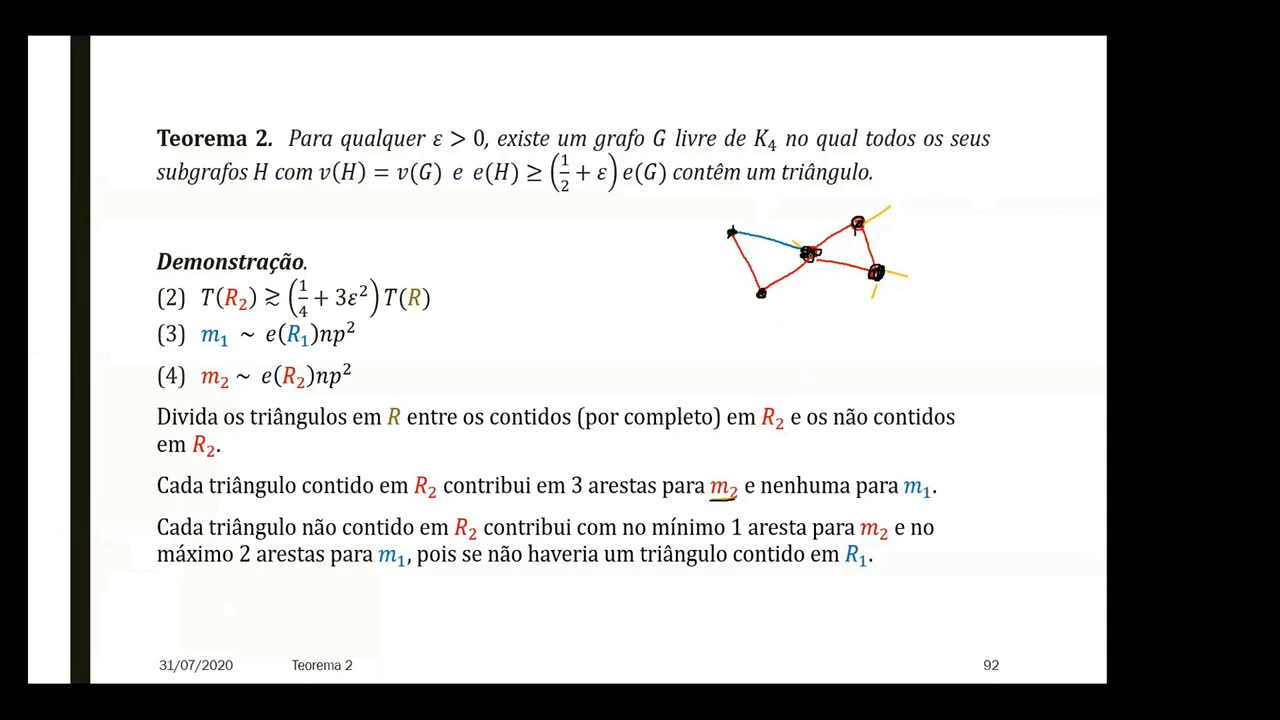 Teorema 2. Para qualquer ε > 0, existe um grafo G livre de K₄ no qual todos os seus
subgrafos H com v(H) = v(G) e e(H) ≥ (1/2 + ε) e(G) contêm um triângulo.
Demonstração.
(2) T(R₂) ≳ (1/4 + 3ε²) T(R)
(3) m₁ ~ e(R₁)np²
(4) m₂ ~ e(R₂)np²
Divida os triângulos em R entre os contidos (por completo) em R₂ e os não contidos
em R₂.
Cada triângulo contido em R₂ contribui em 3 arestas para m₂ e nenhuma para m₁.
Cada triângulo não contido em R₂ contribui com no mínimo 1 aresta para m₂ e no
máximo 2 arestas para m₁, pois se não haveria um triângulo contido em R₁.
31/07/2020 Teorema 2 92